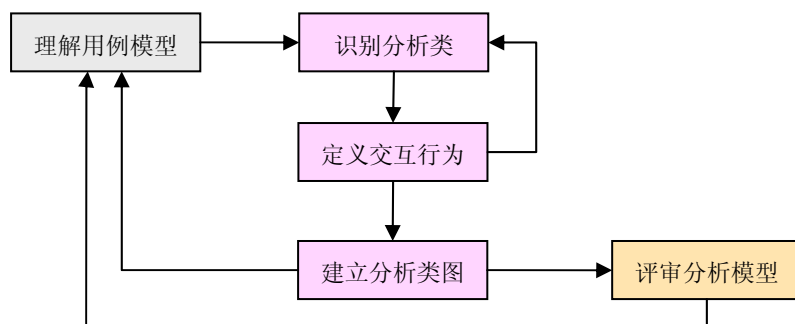 理解用例模型
识别分析类
定义交互行为
建立分析类图
评审分析模型